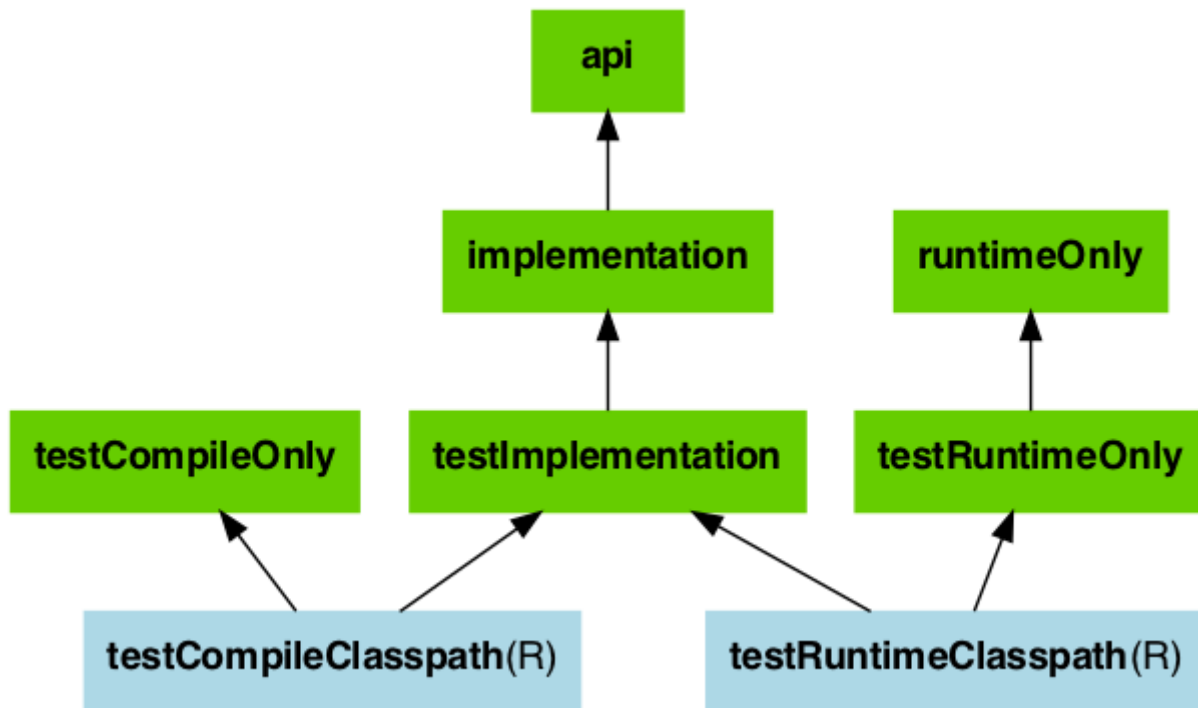 api
implementation
runtimeOnly
testCompileOnly
testImplementation
testRuntimeOnly
testCompileClasspath(R)
testRuntimeClasspath(R)